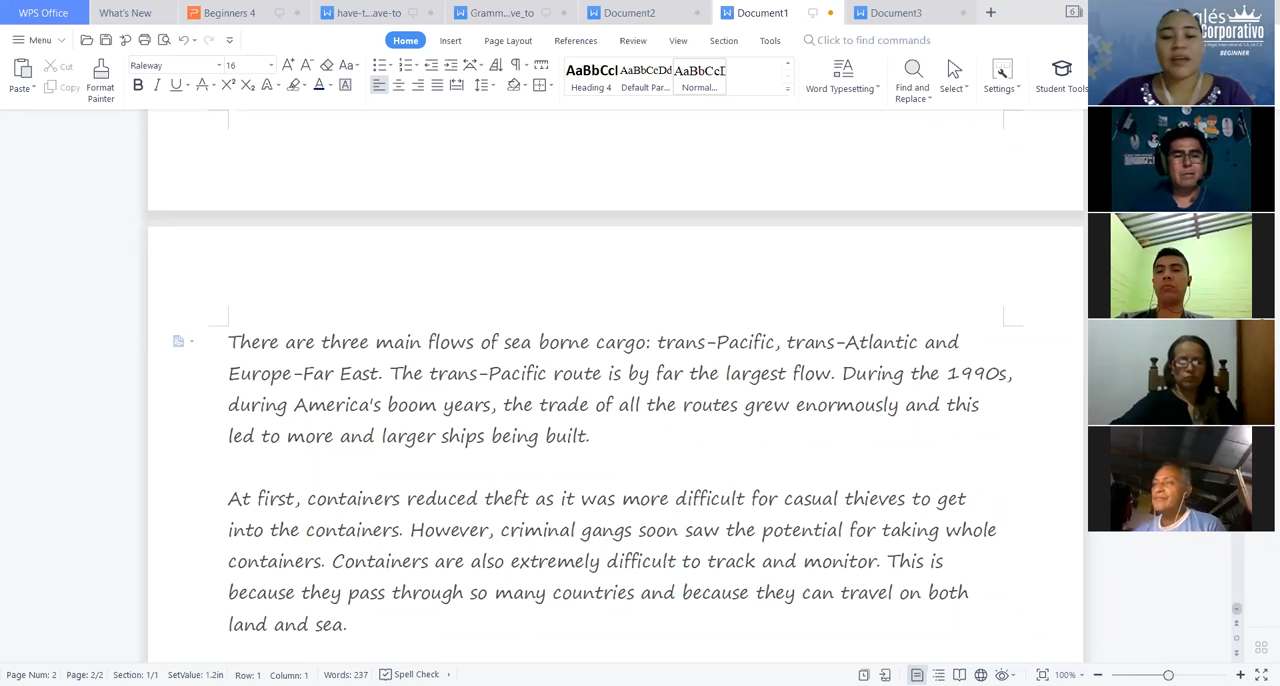 WPS Office What's New Beginners 4 have-t...ave-to Gramm...ve_to Document2 Document1 Document3 + 6
Menu Home Insert Page Layout References Review View Section Tools Click to find commands
Paste Cut Copy Format Painter Raleway 16 AaBbCcI Heading 4 AaBbCcDd Default Par... AaBbCcD Normal... Word Typesetting Find and Replace Select Settings Student Tools
There are three main flows of sea borne cargo: trans-Pacific, trans-Atlantic and
Europe-Far East. The trans-Pacific route is by far the largest flow. During the 1990s,
during America's boom years, the trade of all the routes grew enormously and this
led to more and larger ships being built.
At first, containers reduced theft as it was more difficult for casual thieves to get
into the containers. However, criminal gangs soon saw the potential for taking whole
containers. Containers are also extremely difficult to track and monitor. This is
because they pass through so many countries and because they can travel on both
land and sea.
Page Num: 2 Page: 2/2 Section: 1/1 SetValue: 1.2in Row: 1 Column: 1 Words: 237 Spell Check 100%
Corporativo
BEGINNER